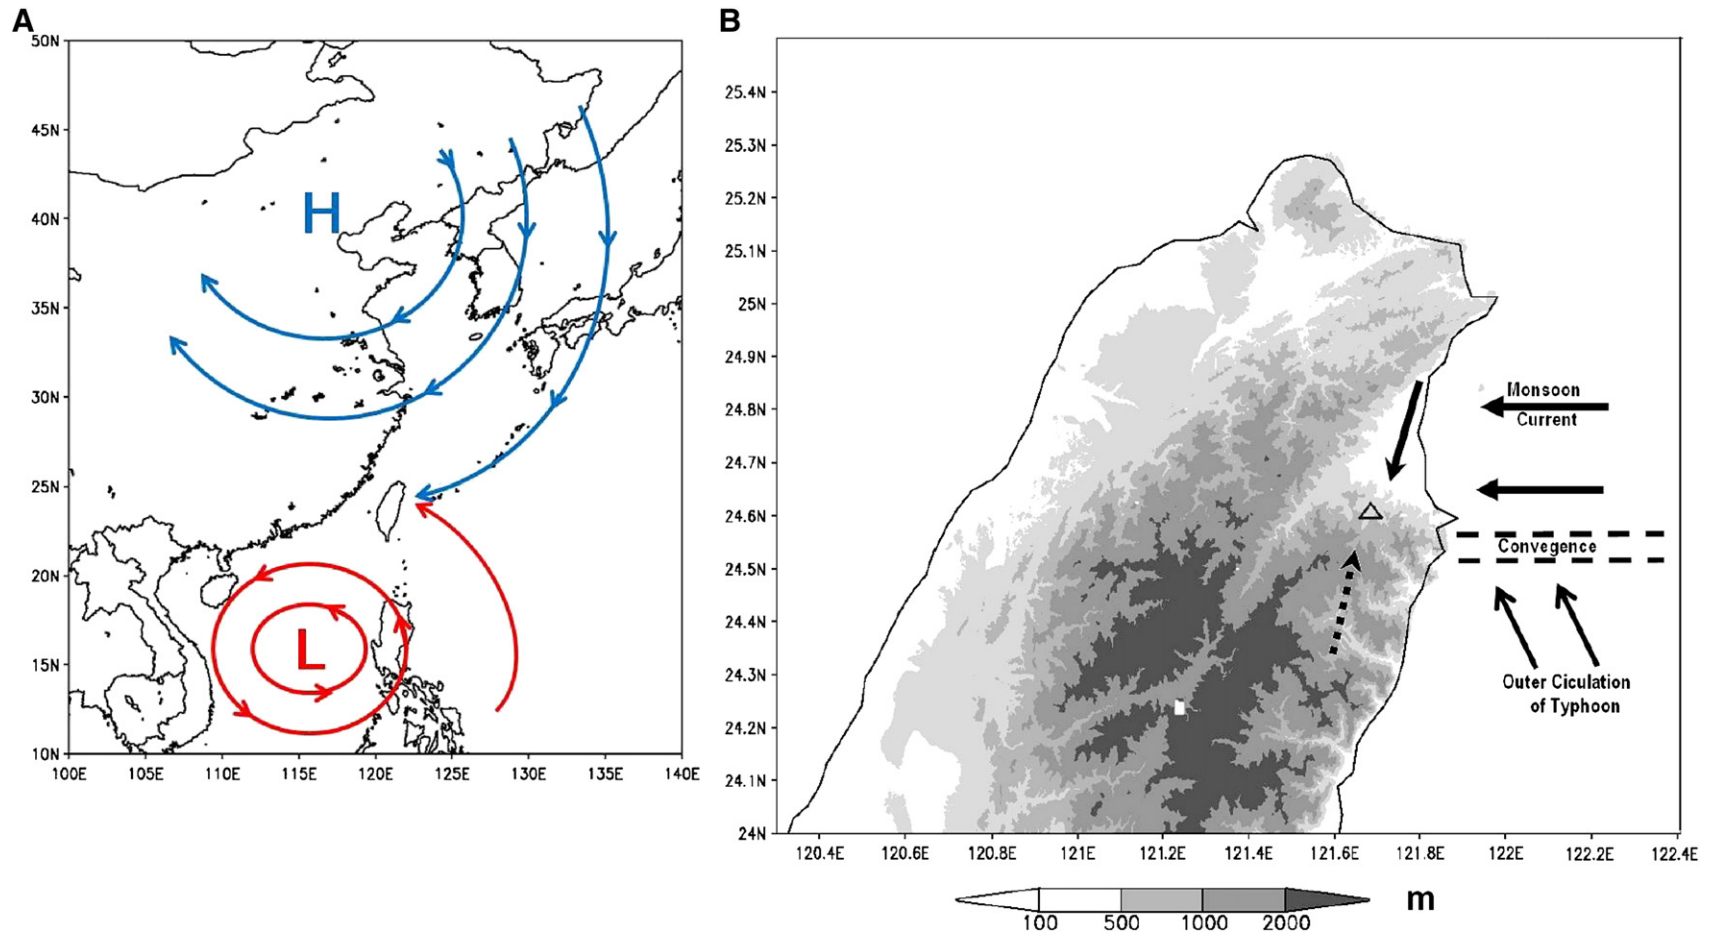 A
B
50N
45N
40N
35N
30N
25N
20N
15N
10N
100E
105E
110E
115E
120E
125E
130E
135E
140E
H
L
25.4N
25.3N
25.2N
25.1N
25N
24.9N
24.8N
24.7N
24.6N
24.5N
24.4N
24.3N
24.2N
24.1N
24N
120.4E
120.6E
120.8E
121E
121.2E
121.4E
121.6E
121.8E
122E
122.2E
122.4E
Monsoon
Current
Convegence
Outer Ciculation
of Typhoon
100
500
1000
2000
m